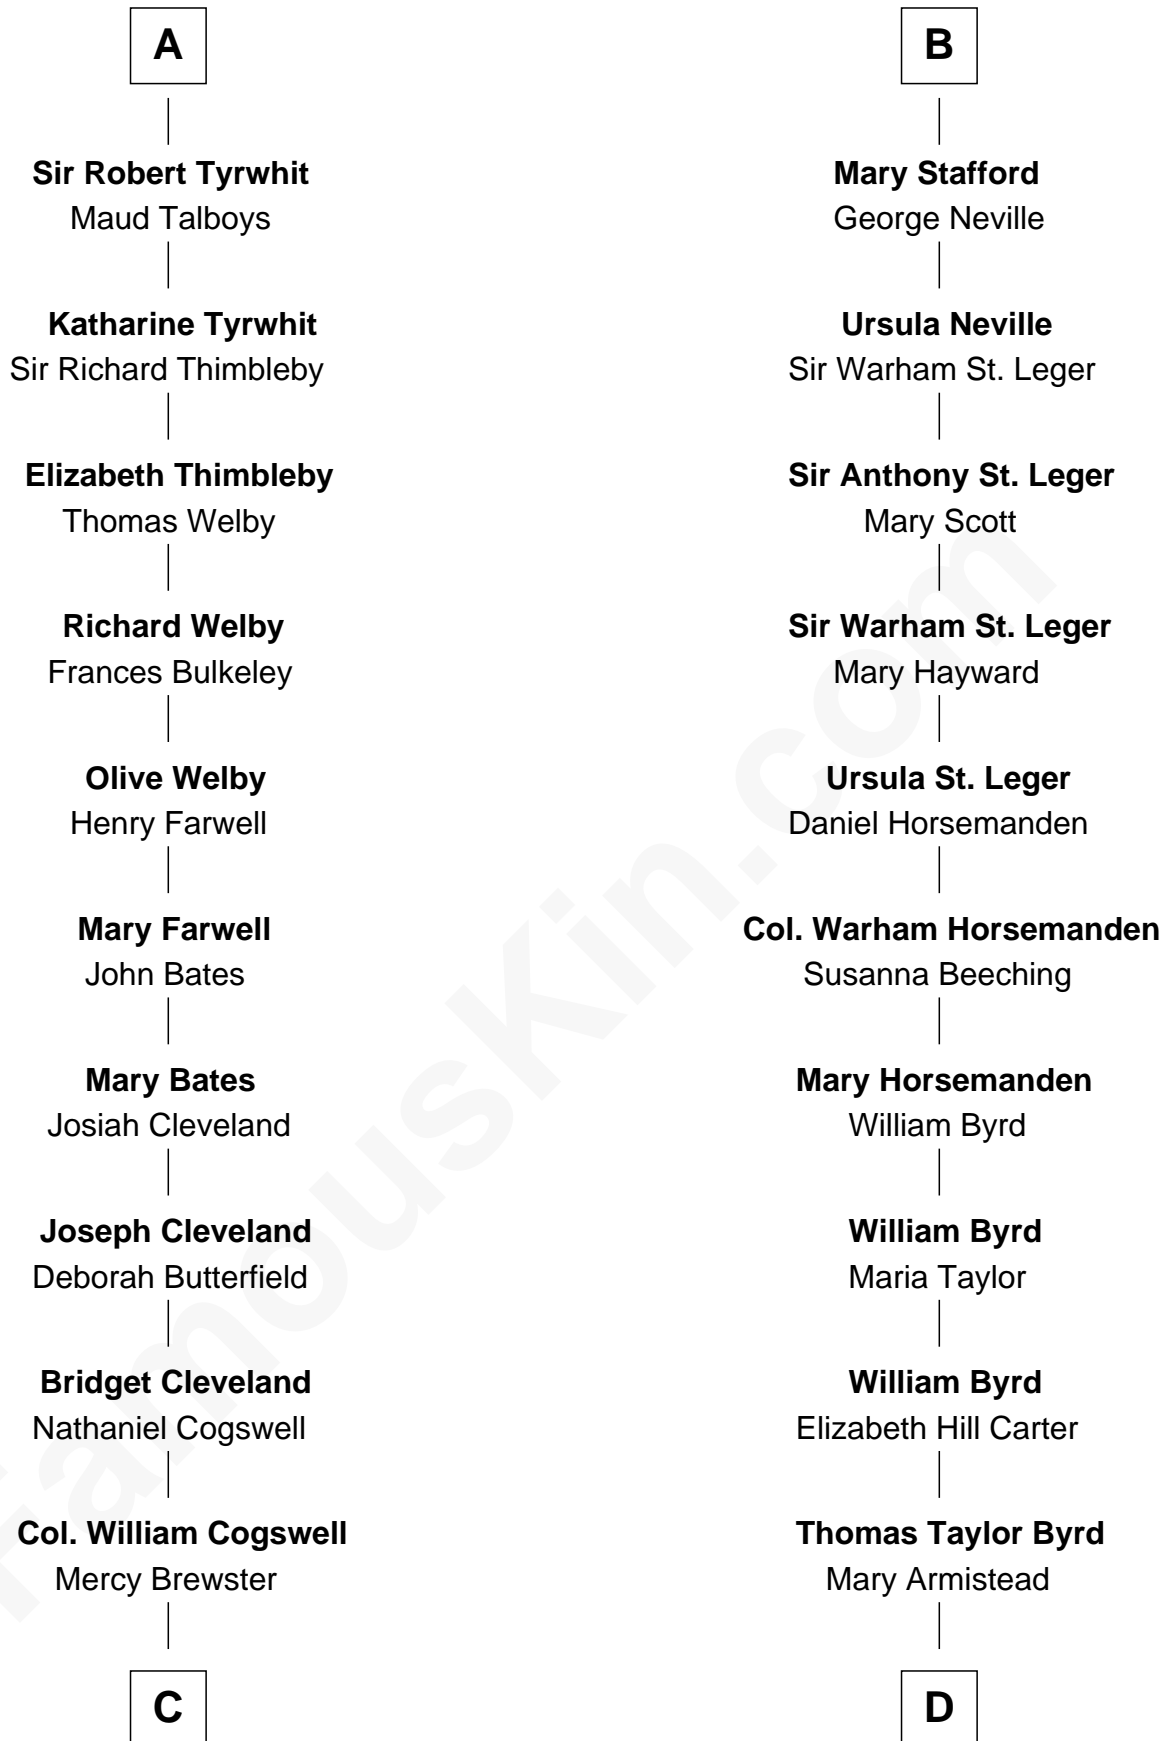 A
Sir Robert Tyrwhit
Maud Talboys
Katharine Tyrwhit
Sir Richard Thimbleby
Elizabeth Thimbleby
Thomas Welby
Richard Welby
Frances Bulkeley
Olive Welby
Henry Farwell
Mary Farwell
John Bates
Mary Bates
Josiah Cleveland
Joseph Cleveland
Deborah Butterfield
Bridget Cleveland
Nathaniel Cogswell
Col. William Cogswell
Mercy Brewster
C
B
Mary Stafford
George Neville
Ursula Neville
Sir Warham St. Leger
Sir Anthony St. Leger
Mary Scott
Sir Warham St. Leger
Mary Hayward
Ursula St. Leger
Daniel Horsemanden
Col. Warham Horsemanden
Susanna Beeching
Mary Horsemanden
William Byrd
William Byrd
Maria Taylor
William Byrd
Elizabeth Hill Carter
Thomas Taylor Byrd
Mary Armistead
D
FamousKin.com